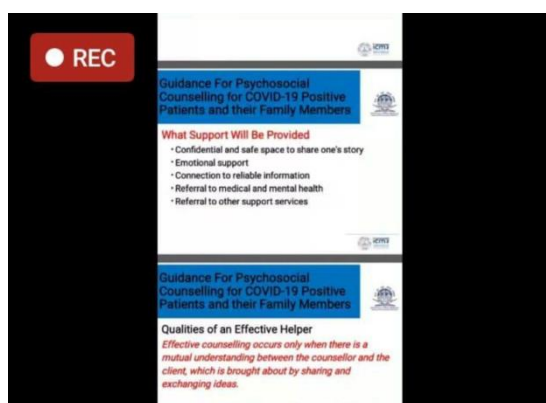 REC
icmr
Guidance For Psychosocial
Counselling for COVID-19 Positive
Patients and their Family Members
What Support Will Be Provided
• Confidential and safe space to share one's story
• Emotional support
• Connection to reliable information
• Referral to medical and mental health
• Referral to other support services
icmr
Guidance For Psychosocial
Counselling for COVID-19 Positive
Patients and their Family Members
Qualities of an Effective Helper
Effective counselling occurs only when there is a
mutual understanding between the counsellor and the
client, which is brought about by sharing and
exchanging ideas.